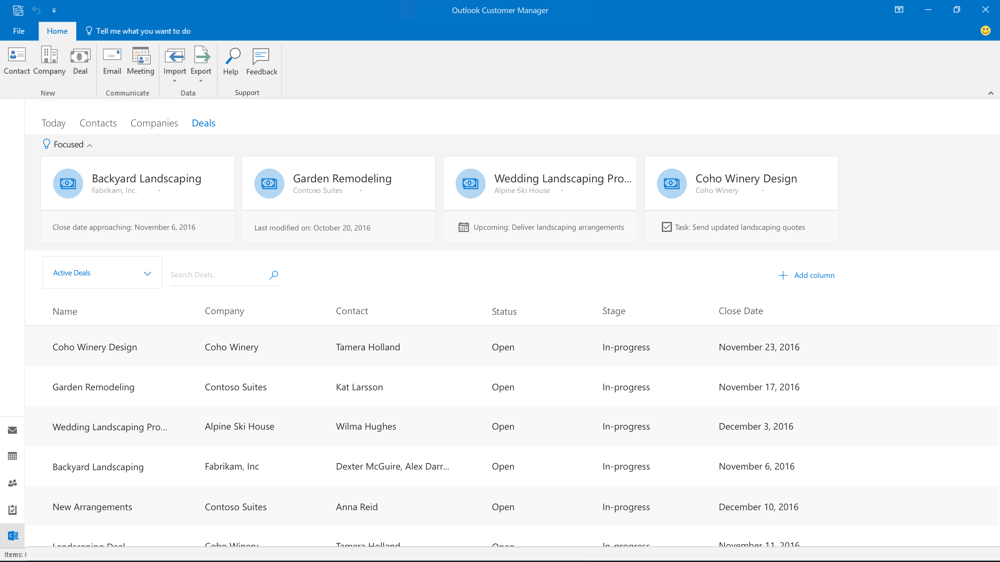 Outlook Customer Manager
File Home Tell me what you want to do
Contact Company Deal Email Meeting Import Export Help Feedback
New Communicate Data Support
Today Contacts Companies Deals
Focused
Backyard Landscaping
Fabrikam, Inc.
Close date approaching: November 6, 2016
Garden Remodeling
Contoso Suites
Last modified on: October 20, 2016
Wedding Landscaping Pro...
Alpine Ski House
Upcoming: Deliver landscaping arrangements
Coho Winery Design
Coho Winery
Task: Send updated landscaping quotes
Active Deals Search Deals... Add column
Name Company Contact Status Stage Close Date
Coho Winery Design Coho Winery Tamera Holland Open In-progress November 23, 2016
Garden Remodeling Contoso Suites Kat Larsson Open In-progress November 17, 2016
Wedding Landscaping Pro... Alpine Ski House Wilma Hughes Open In-progress December 3, 2016
Backyard Landscaping Fabrikam, Inc Dexter McGuire, Alex Darr... Open In-progress November 6, 2016
New Arrangements Contoso Suites Anna Reid Open In-progress December 10, 2016
Landscaping Deal Coho Winery Tamera Holland Open In-progress November 11, 2016
Items: